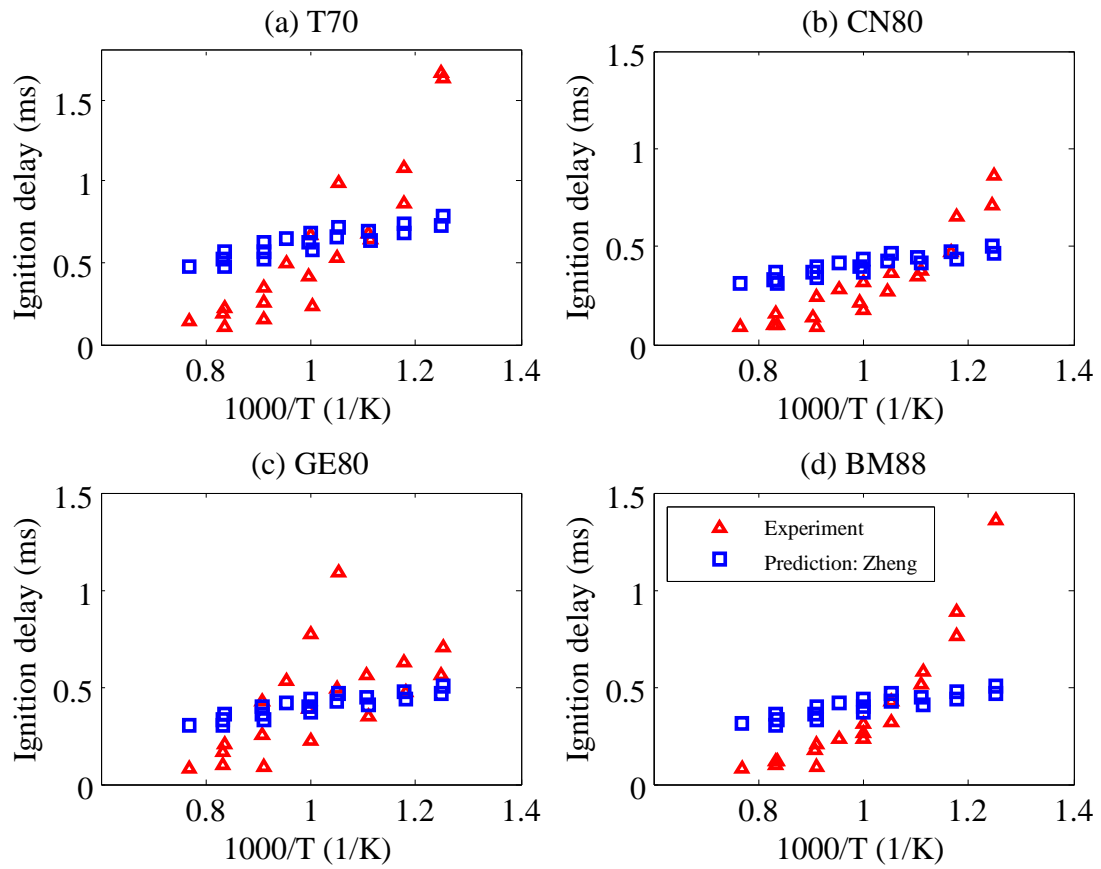 (a) T70
Ignition delay (ms)
1.5
1
0.5
0
0.8 1 1.2 1.4
1000/T (1/K)
(b) CN80
Ignition delay (ms)
1.5
1
0.5
0
0.8 1 1.2 1.4
1000/T (1/K)
(c) GE80
Ignition delay (ms)
1.5
1
0.5
0
0.8 1 1.2 1.4
1000/T (1/K)
(d) BM88
Ignition delay (ms)
1.5
1
0.5
0
Experiment
Prediction: Zheng
0.8 1 1.2 1.4
1000/T (1/K)